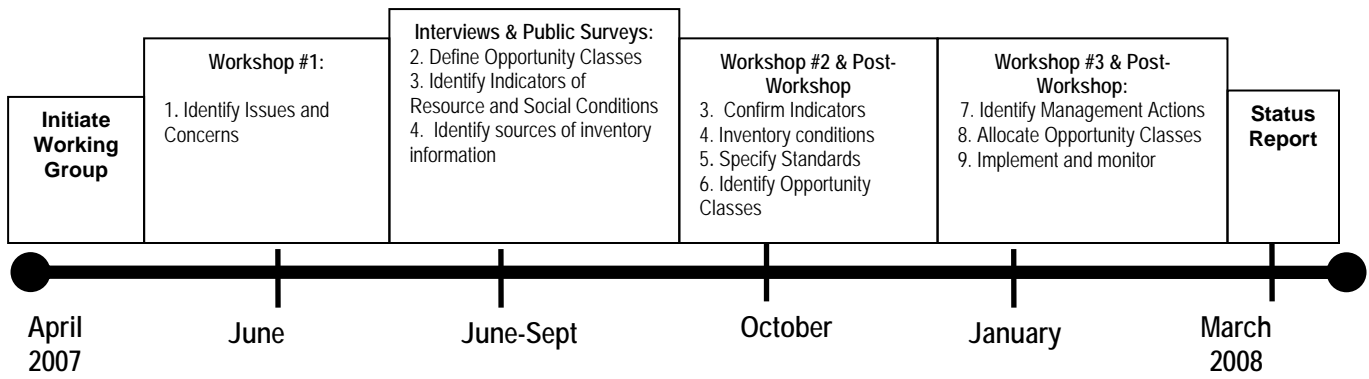 Initiate
Working
Group
Workshop #1:
1. Identify Issues and
Concerns
Interviews & Public Surveys:
2. Define Opportunity Classes
3. Identify Indicators of
Resource and Social Conditions
4. Identify sources of inventory
information
Workshop #2 & Post-
Workshop
3. Confirm Indicators
4. Inventory conditions
5. Specify Standards
6. Identify Opportunity
Classes
Workshop #3 & Post-
Workshop:
7. Identify Management Actions
8. Allocate Opportunity Classes
9. Implement and monitor
Status
Report
April
2007
June
June-Sept
October
January
March
2008